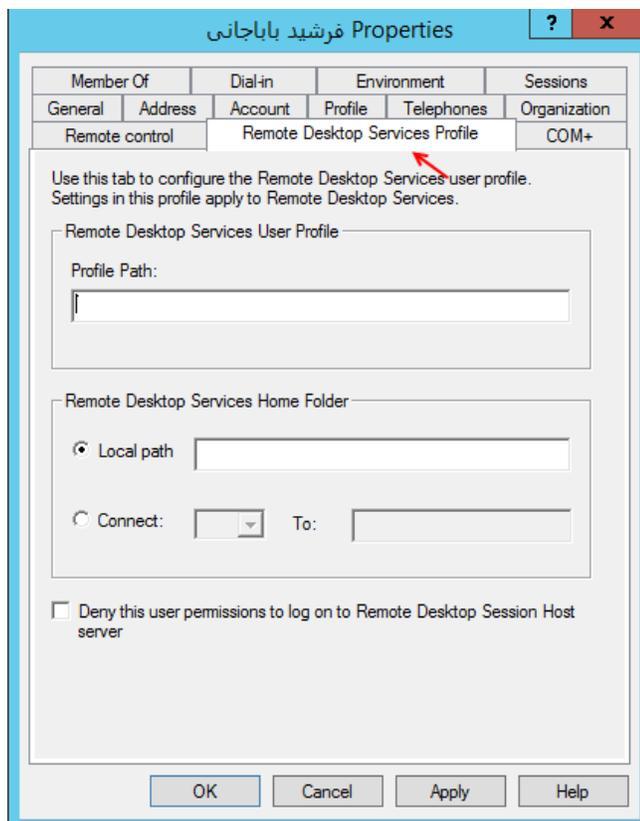 فرشید باباجانی Properties
? x
Member Of Dial-in Environment Sessions
General Address Account Profile Telephones Organization
Remote control Remote Desktop Services Profile COM+
Use this tab to configure the Remote Desktop Services user profile.
Settings in this profile apply to Remote Desktop Services.
Remote Desktop Services User Profile
Profile Path:
Remote Desktop Services Home Folder
Local path
Connect: To:
Deny this user permissions to log on to Remote Desktop Session Host
server
OK Cancel Apply Help